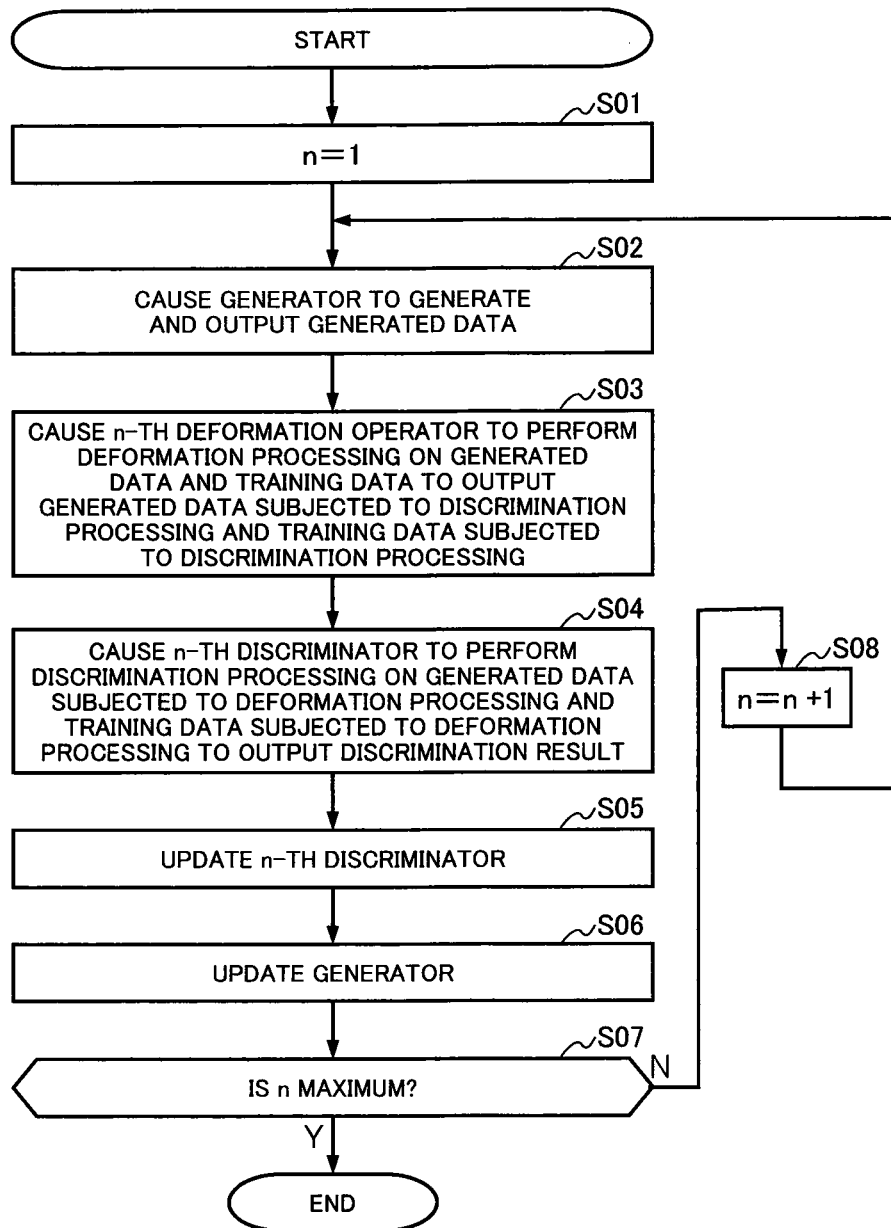 START
S01
n=1
S02
CAUSE GENERATOR TO GENERATE
AND OUTPUT GENERATED DATA
S03
CAUSE n-TH DEFORMATION OPERATOR TO PERFORM
DEFORMATION PROCESSING ON GENERATED
DATA AND TRAINING DATA TO OUTPUT
GENERATED DATA SUBJECTED TO DISCRIMINATION
PROCESSING AND TRAINING DATA SUBJECTED
TO DISCRIMINATION PROCESSING
S04
CAUSE n-TH DISCRIMINATOR TO PERFORM
DISCRIMINATION PROCESSING ON GENERATED DATA
SUBJECTED TO DEFORMATION PROCESSING AND
TRAINING DATA SUBJECTED TO DEFORMATION
PROCESSING TO OUTPUT DISCRIMINATION RESULT
S05
UPDATE n-TH DISCRIMINATOR
S06
UPDATE GENERATOR
S07
IS n MAXIMUM?
N
S08
n=n +1
Y
END